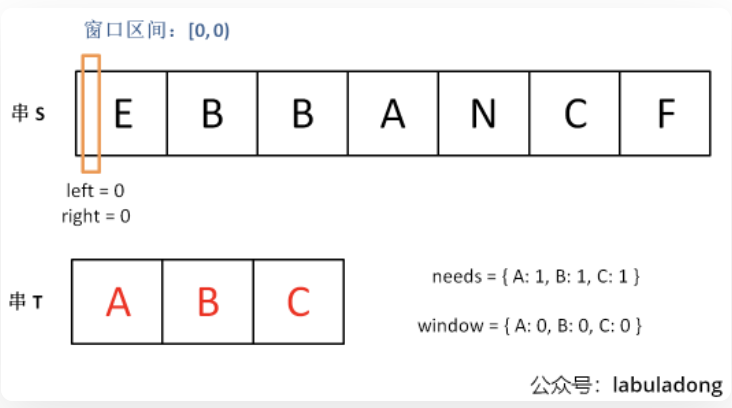 窗口区间：[0,0)
串 S E B B A N C F
left = 0
right = 0
串 T A B C
needs = { A: 1, B: 1, C: 1 }
window = { A: 0, B: 0, C: 0 }
公众号：labuladong